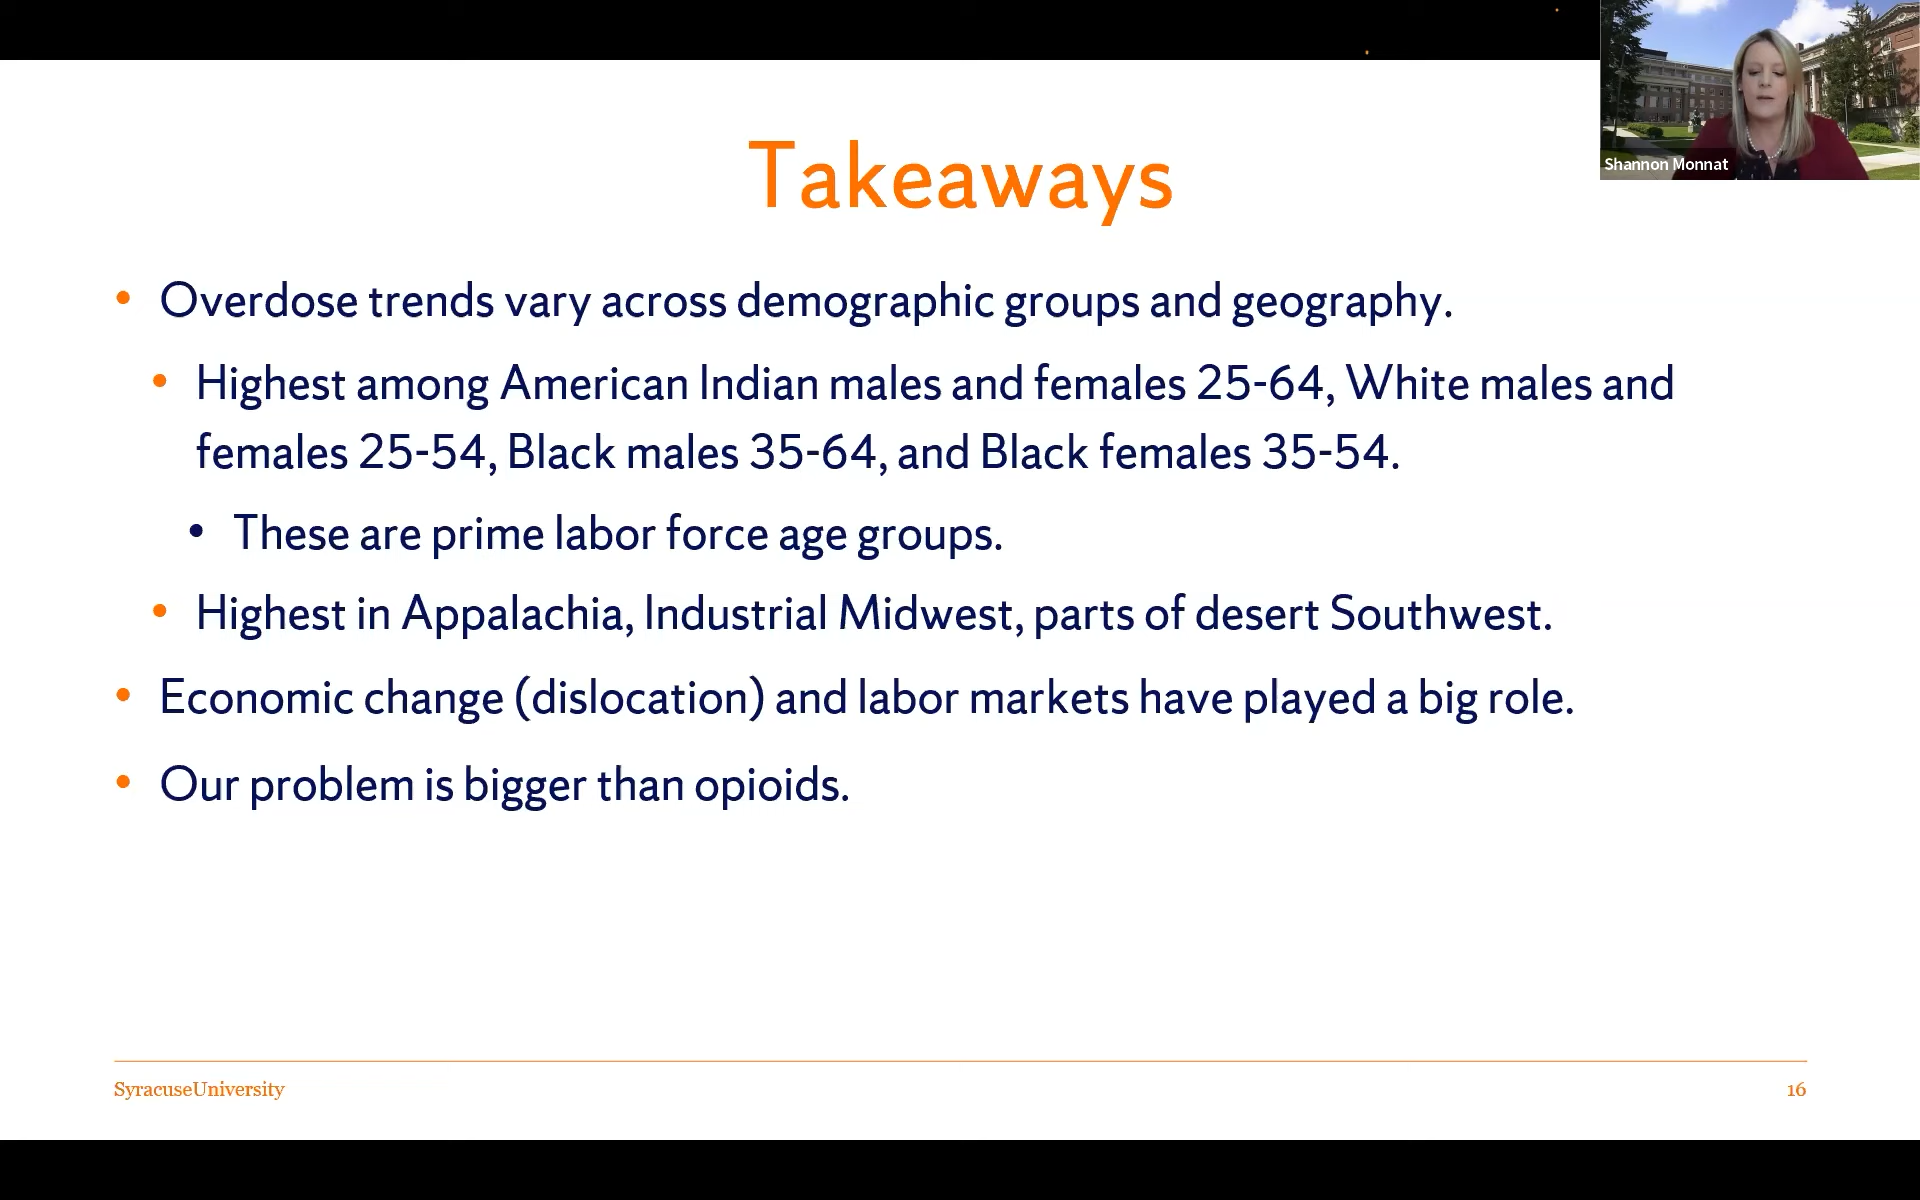 Shannon Monnat
Takeaways
• Overdose trends vary across demographic groups and geography.
• Highest among American Indian males and females 25-64, White males and
females 25-54, Black males 35-64, and Black females 35-54.
• These are prime labor force age groups.
• Highest in Appalachia, Industrial Midwest, parts of desert Southwest.
• Economic change (dislocation) and labor markets have played a big role.
• Our problem is bigger than opioids.
SyracuseUniversity
16